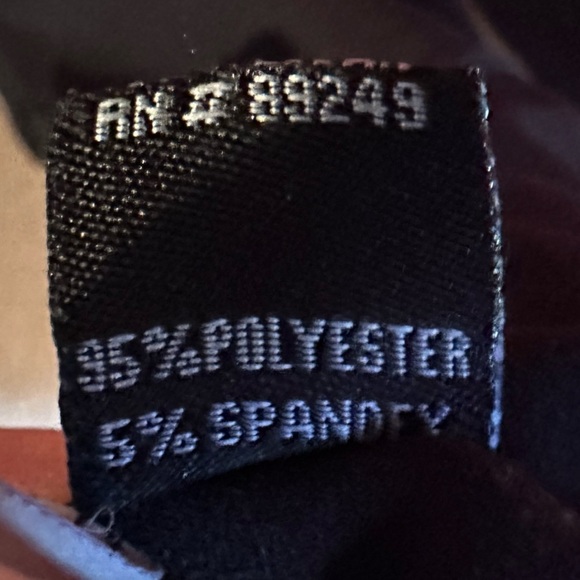 RN # 89249
95% POLYESTER
5% SPANDEX